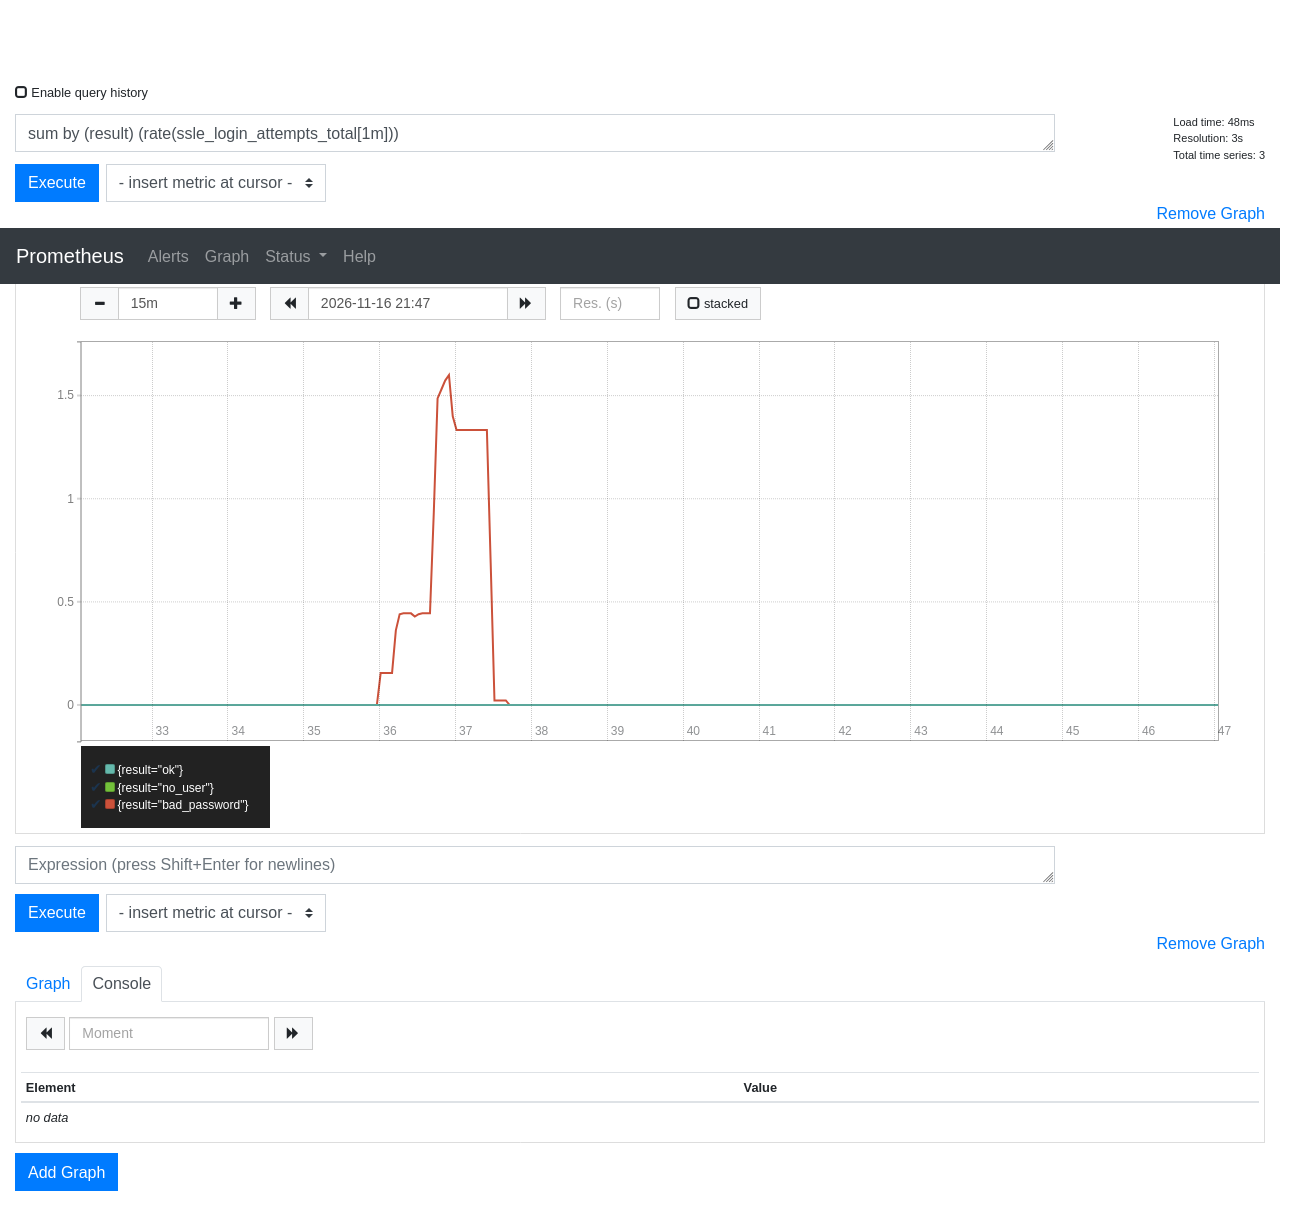 Enable query history
sum by (result) (rate(ssle_login_attempts_total[1m]))
Load time: 48ms
Resolution: 3s
Total time series: 3
Execute
- insert metric at cursor -
Remove Graph
Prometheus Alerts Graph Status Help
15m 2026-11-16 21:47 Res. (s) stacked
1.5
1
0.5
0
33 34 35 36 37 38 39 40 41 42 43 44 45 46 47
{result="ok"}
{result="no_user"}
{result="bad_password"}
Expression (press Shift+Enter for newlines)
Execute
- insert metric at cursor -
Remove Graph
Graph Console
Moment
Element Value
no data
Add Graph